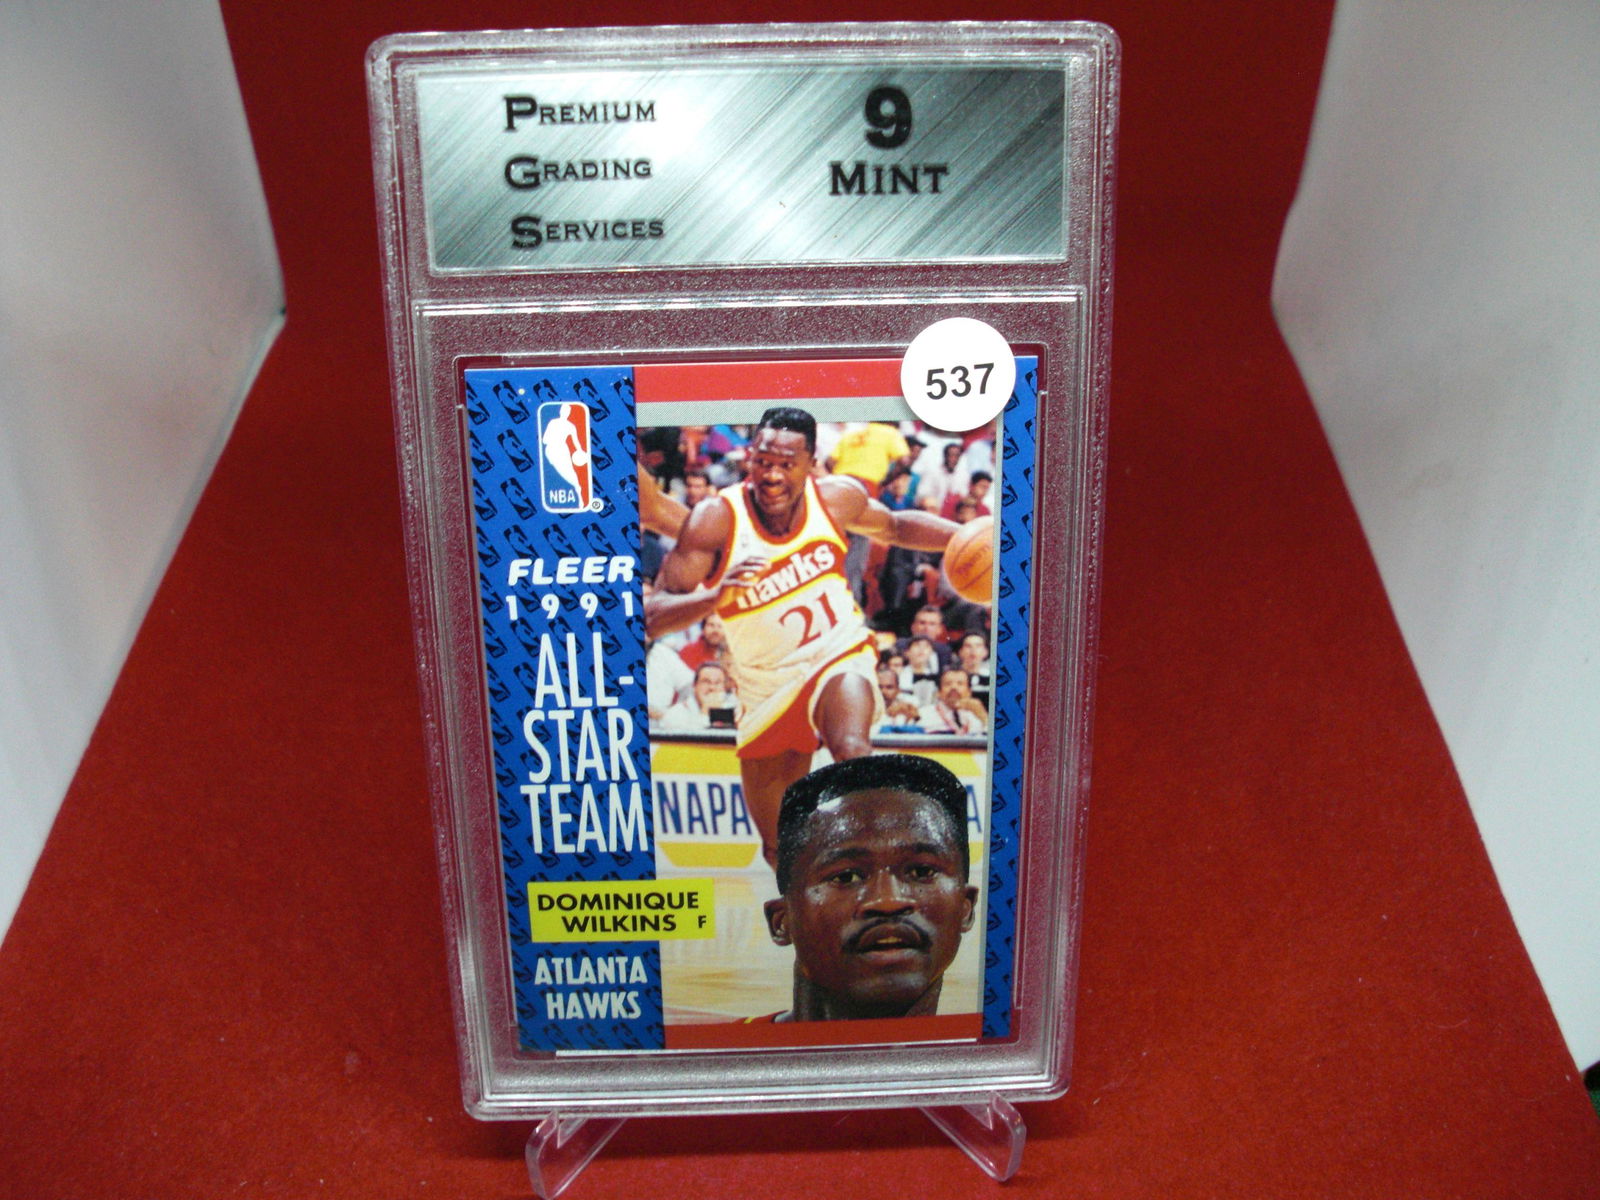 PREMIUM
GRADING
SERVICES
9
MINT
537
NBA
®
FLEER
1991
ALL-
STAR
TEAM
Hawks
21
NAPA
A
DOMINIQUE
WILKINS F
ATLANTA
HAWKS